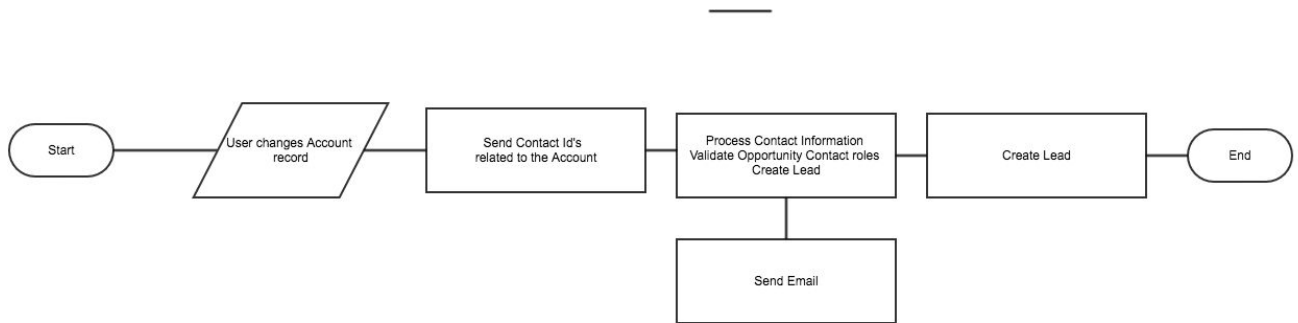 Start
User changes Account
record
Send Contact Id's
related to the Account
Process Contact Information
Validate Opportunity Contact roles
Create Lead
Create Lead
End
Send Email